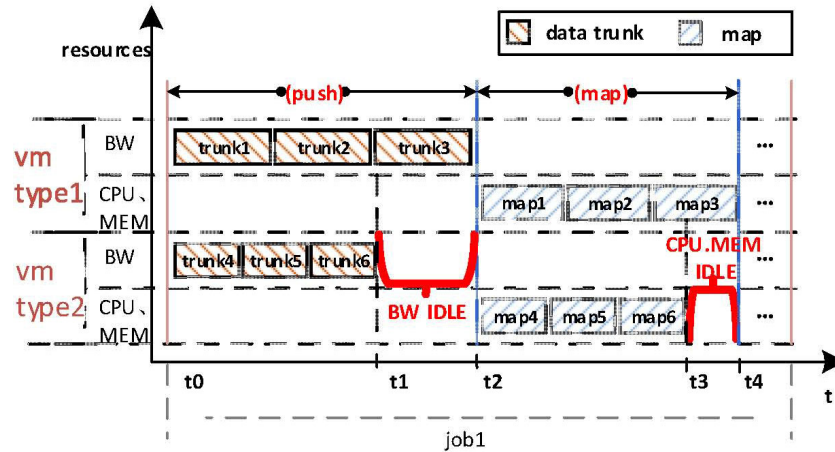 resources
data trunk
map
(push)
(map)
vm
type1
BW
trunk1
trunk2
trunk3
...
CPU、
MEM
map1
map2
map3
...
vm
type2
BW
trunk4
trunk5
trunk6
BW IDLE
CPU.MEM
IDLE
...
CPU、
MEM
map4
map5
map6
...
t0
t1
t2
t3
t4
t
job1